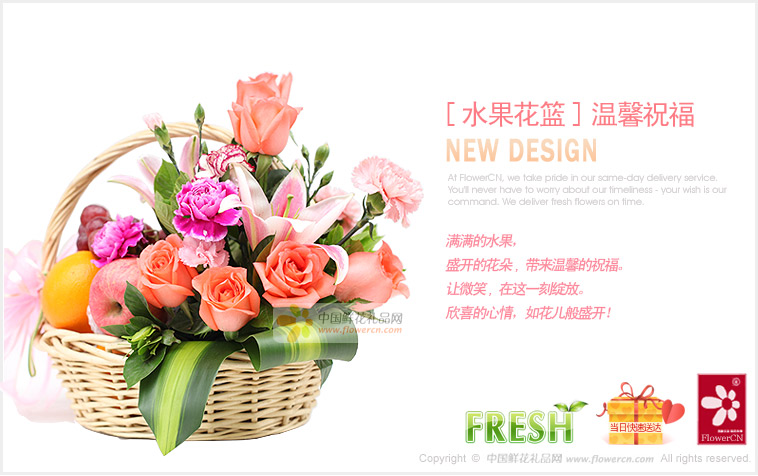 [ 水果花篮 ] 温馨祝福
NEW DESIGN
At FlowerCN, we take pride in our same-day delivery service.
You'll never have to worry about our timeliness - your wish is our
command. We deliver fresh flowers on time.
满满的水果，
盛开的花朵，带来温馨的祝福。
让微笑，在这一刻绽放。
欣喜的心情，如花儿般盛开！
中国鲜花礼品网
www.flowercn.com
FRESH
当日快速送达
FlowerCN
Copyright © 中国鲜花礼品网 www.flowercn.com All rights reserved.